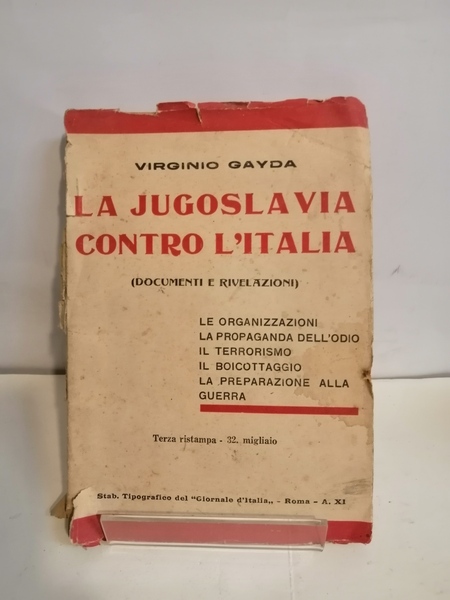 VIRGINIO GAYDA
LA JUGOSLAVIA
CONTRO L'ITALIA
(DOCUMENTI E RIVELAZIONI)
LE ORGANIZZAZIONI
LA PROPAGANDA DELL'ODIO
IL TERRORISMO
IL BOICOTTAGGIO
LA PREPARAZIONE ALLA
GUERRA
Terza ristampa - 32. migliaio
Stab. Tipografico del "Giornale d'Italia„ - Roma - A. XI